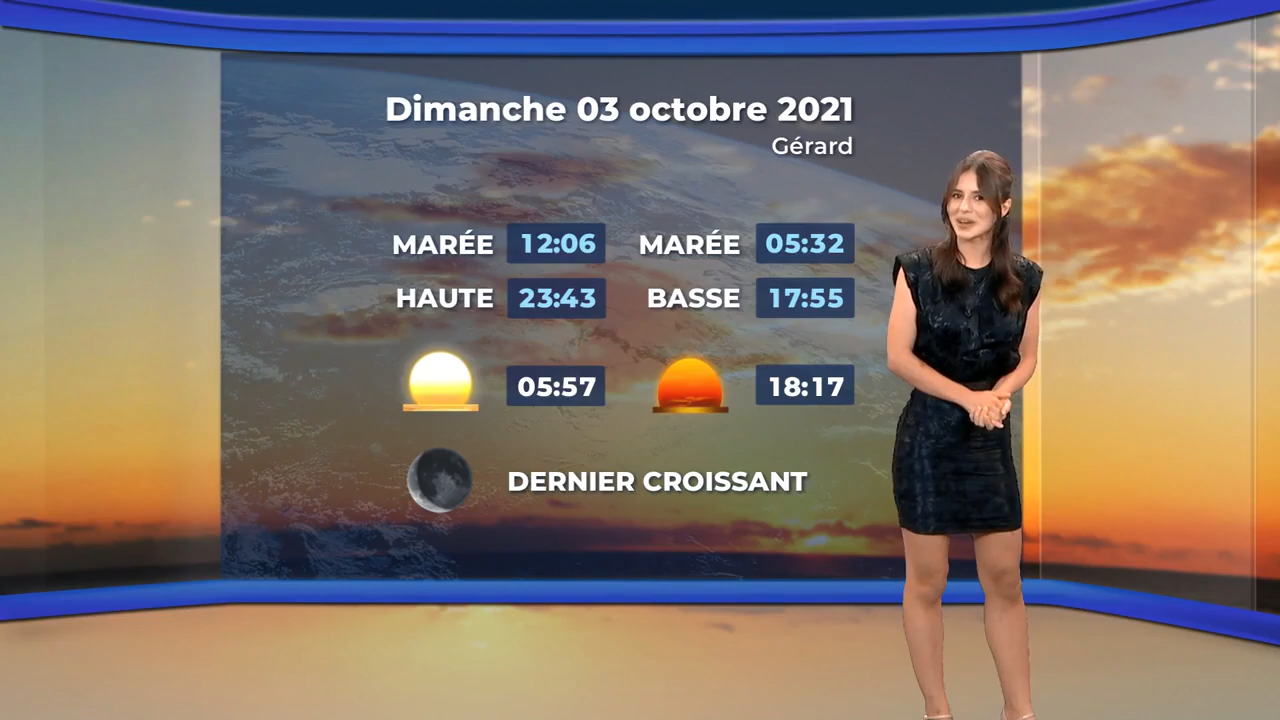 Dimanche 03 octobre 2021
Gérard
MARÉE 12:06 MARÉE 05:32
HAUTE 23:43 BASSE 17:55
05:57 18:17
DERNIER CROISSANT